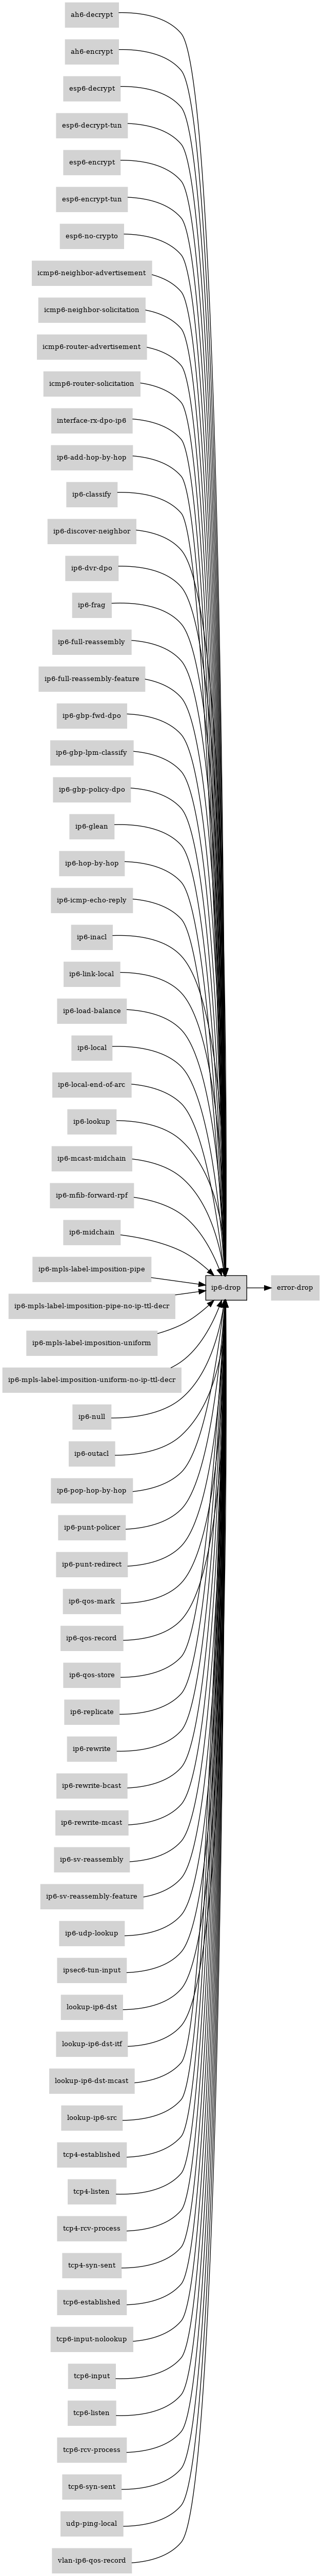 ah6-decrypt
ah6-encrypt
esp6-decrypt
esp6-decrypt-tun
esp6-encrypt
esp6-encrypt-tun
esp6-no-crypto
icmp6-neighbor-advertisement
icmp6-neighbor-solicitation
icmp6-router-advertisement
icmp6-router-solicitation
interface-rx-dpo-ip6
ip6-add-hop-by-hop
ip6-classify
ip6-discover-neighbor
ip6-dvr-dpo
ip6-frag
ip6-full-reassembly
ip6-full-reassembly-feature
ip6-gbp-fwd-dpo
ip6-gbp-lpm-classify
ip6-gbp-policy-dpo
ip6-glean
ip6-hop-by-hop
ip6-icmp-echo-reply
ip6-inacl
ip6-link-local
ip6-load-balance
ip6-local
ip6-local-end-of-arc
ip6-lookup
ip6-mcast-midchain
ip6-mfib-forward-rpf
ip6-midchain
ip6-mpls-label-imposition-pipe
ip6-drop
error-drop
ip6-mpls-label-imposition-pipe-no-ip-ttl-decr
ip6-mpls-label-imposition-uniform
ip6-mpls-label-imposition-uniform-no-ip-ttl-decr
ip6-null
ip6-outacl
ip6-pop-hop-by-hop
ip6-punt-policer
ip6-punt-redirect
ip6-qos-mark
ip6-qos-record
ip6-qos-store
ip6-replicate
ip6-rewrite
ip6-rewrite-bcast
ip6-rewrite-mcast
ip6-sv-reassembly
ip6-sv-reassembly-feature
ip6-udp-lookup
ipsec6-tun-input
lookup-ip6-dst
lookup-ip6-dst-itf
lookup-ip6-dst-mcast
lookup-ip6-src
tcp4-established
tcp4-listen
tcp4-rcv-process
tcp4-syn-sent
tcp6-established
tcp6-input-nolookup
tcp6-input
tcp6-listen
tcp6-rcv-process
tcp6-syn-sent
udp-ping-local
vlan-ip6-qos-record